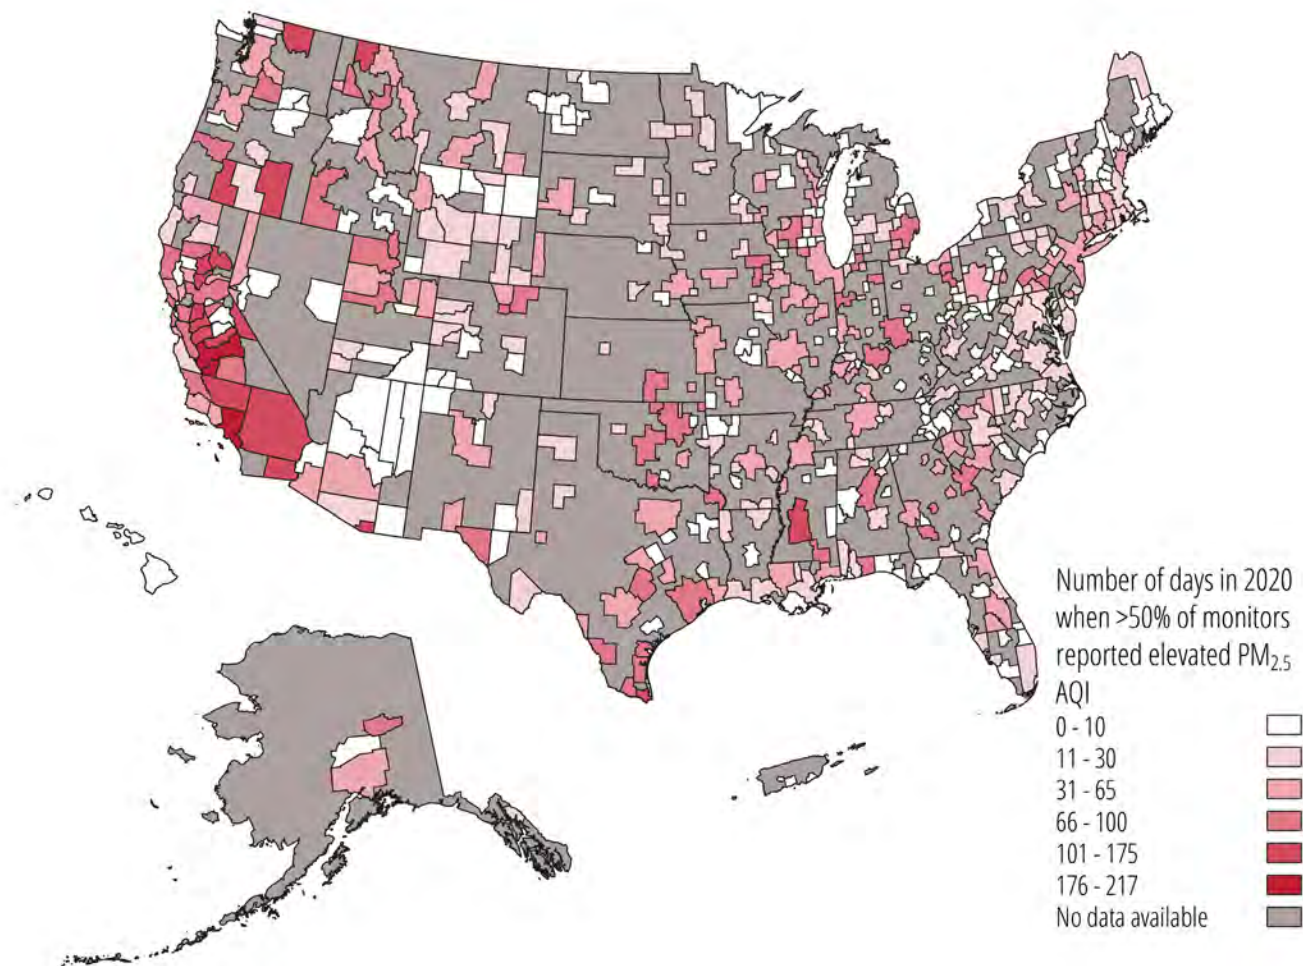 Number of days in 2020
when >50% of monitors
reported elevated PM₂.₅
AQI
0 - 10
11 - 30
31 - 65
66 - 100
101 - 175
176 - 217
No data available